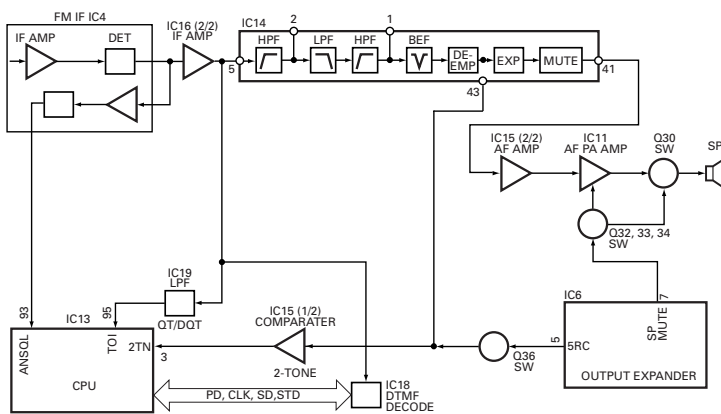 FM IF IC4
IF AMP
DET
IC16 (2/2)
IF AMP
IC14
2
1
HPF
LPF
HPF
BEF
DE-
EMP
EXP
MUTE
5
41
43
IC15 (2/2)
AF AMP
IC11
AF PA AMP
Q30
SW
SP
Q32, 33, 34
SW
IC19
LPF
QT/DQT
93
95
IC13
ANSQL
TOI
2TN
3
CPU
IC15 (1/2)
COMPARATER
2-TONE
PD, CLK, SD,STD
IC18
DTMF
DECODE
Q36
SW
IC6
7
SP
MUTE
5
5RC
OUTPUT EXPANDER